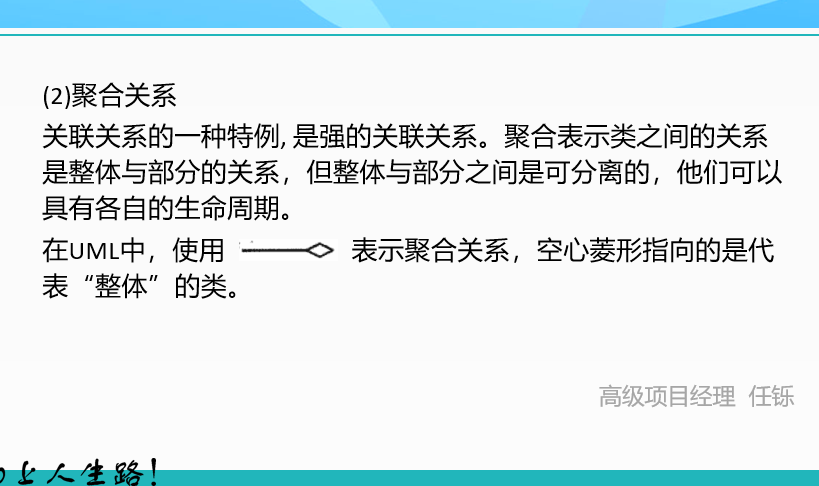 (2)聚合关系
关联关系的一种特例, 是强的关联关系。聚合表示类之间的关系
是整体与部分的关系，但整体与部分之间是可分离的，他们可以
具有各自的生命周期。
在UML中，使用 表示聚合关系，空心菱形指向的是代
表“整体”的类。
高级项目经理 任铄
上人生路！